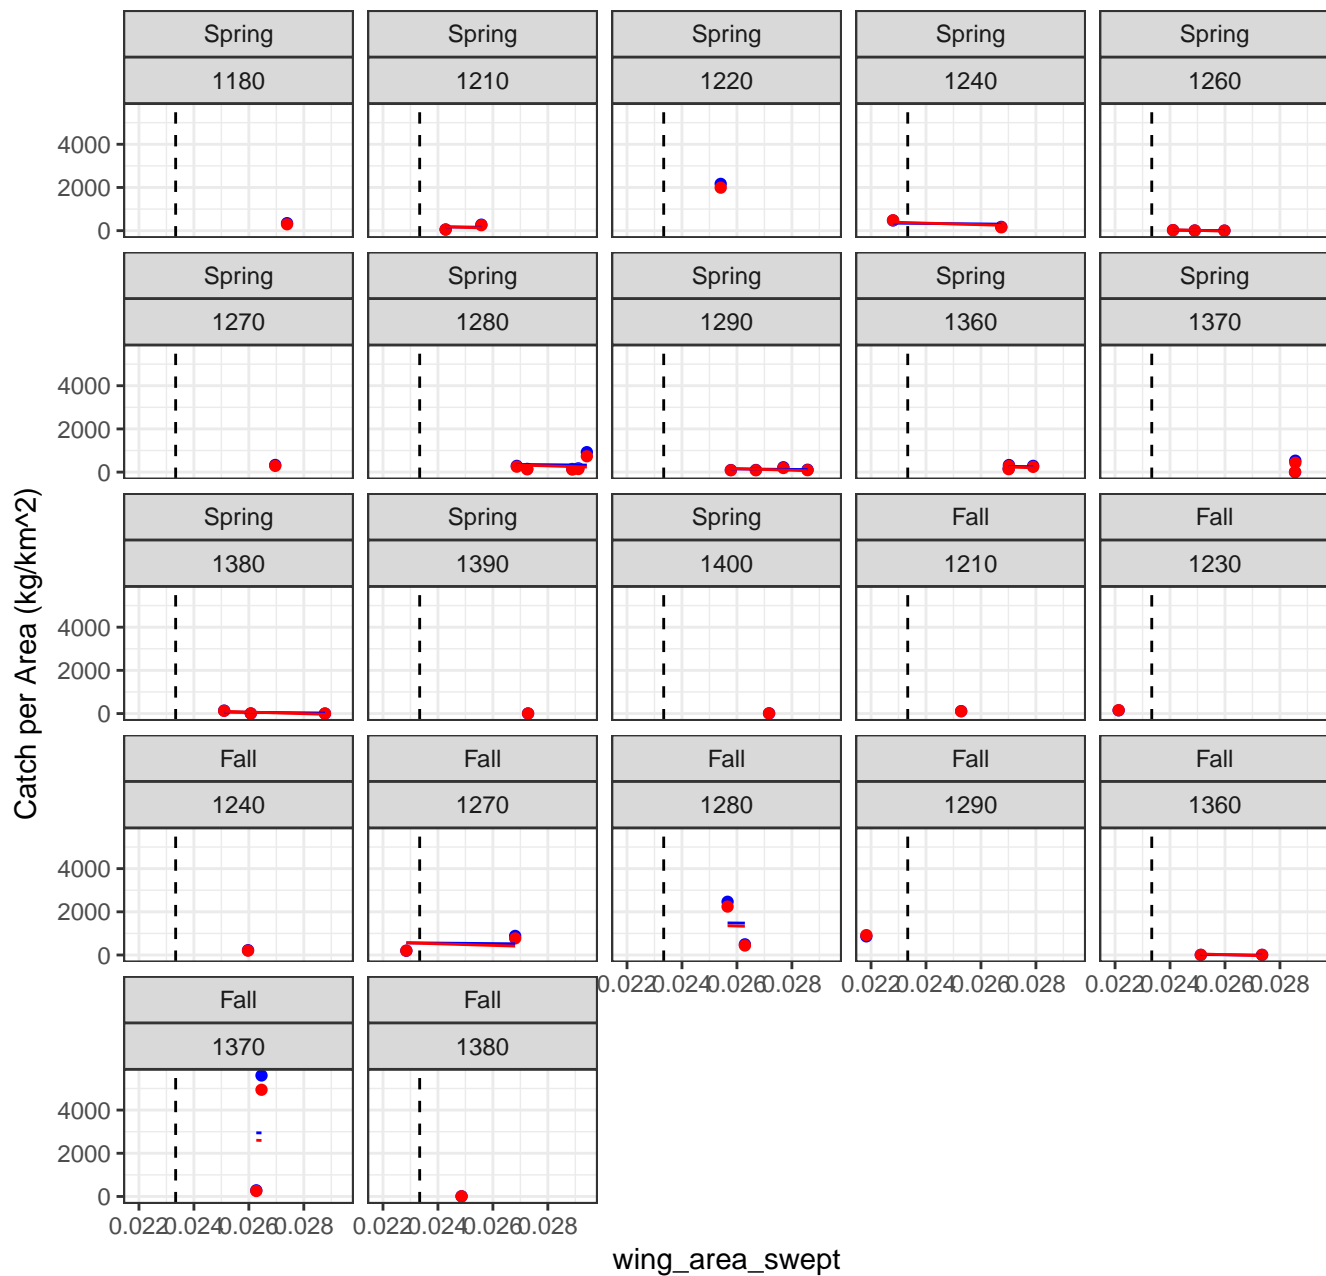 Spring Spring Spring Spring Spring
1180 1210 1220 1240 1260
4000
2000
0
Spring Spring Spring Spring Spring
1270 1280 1290 1360 1370
4000
2000
0
Spring Spring Spring Fall Fall
1380 1390 1400 1210 1230
4000
2000
0
Fall Fall Fall Fall Fall
1240 1270 1280 1290 1360
4000
2000
0
0.022 0.024 0.026 0.028 0.022 0.024 0.026 0.028 0.022 0.024 0.026 0.028
Fall Fall
1370 1380
4000
2000
0
0.022 0.024 0.026 0.028 0.022 0.024 0.026 0.028
wing_area_swept
Catch per Area (kg/km^2)